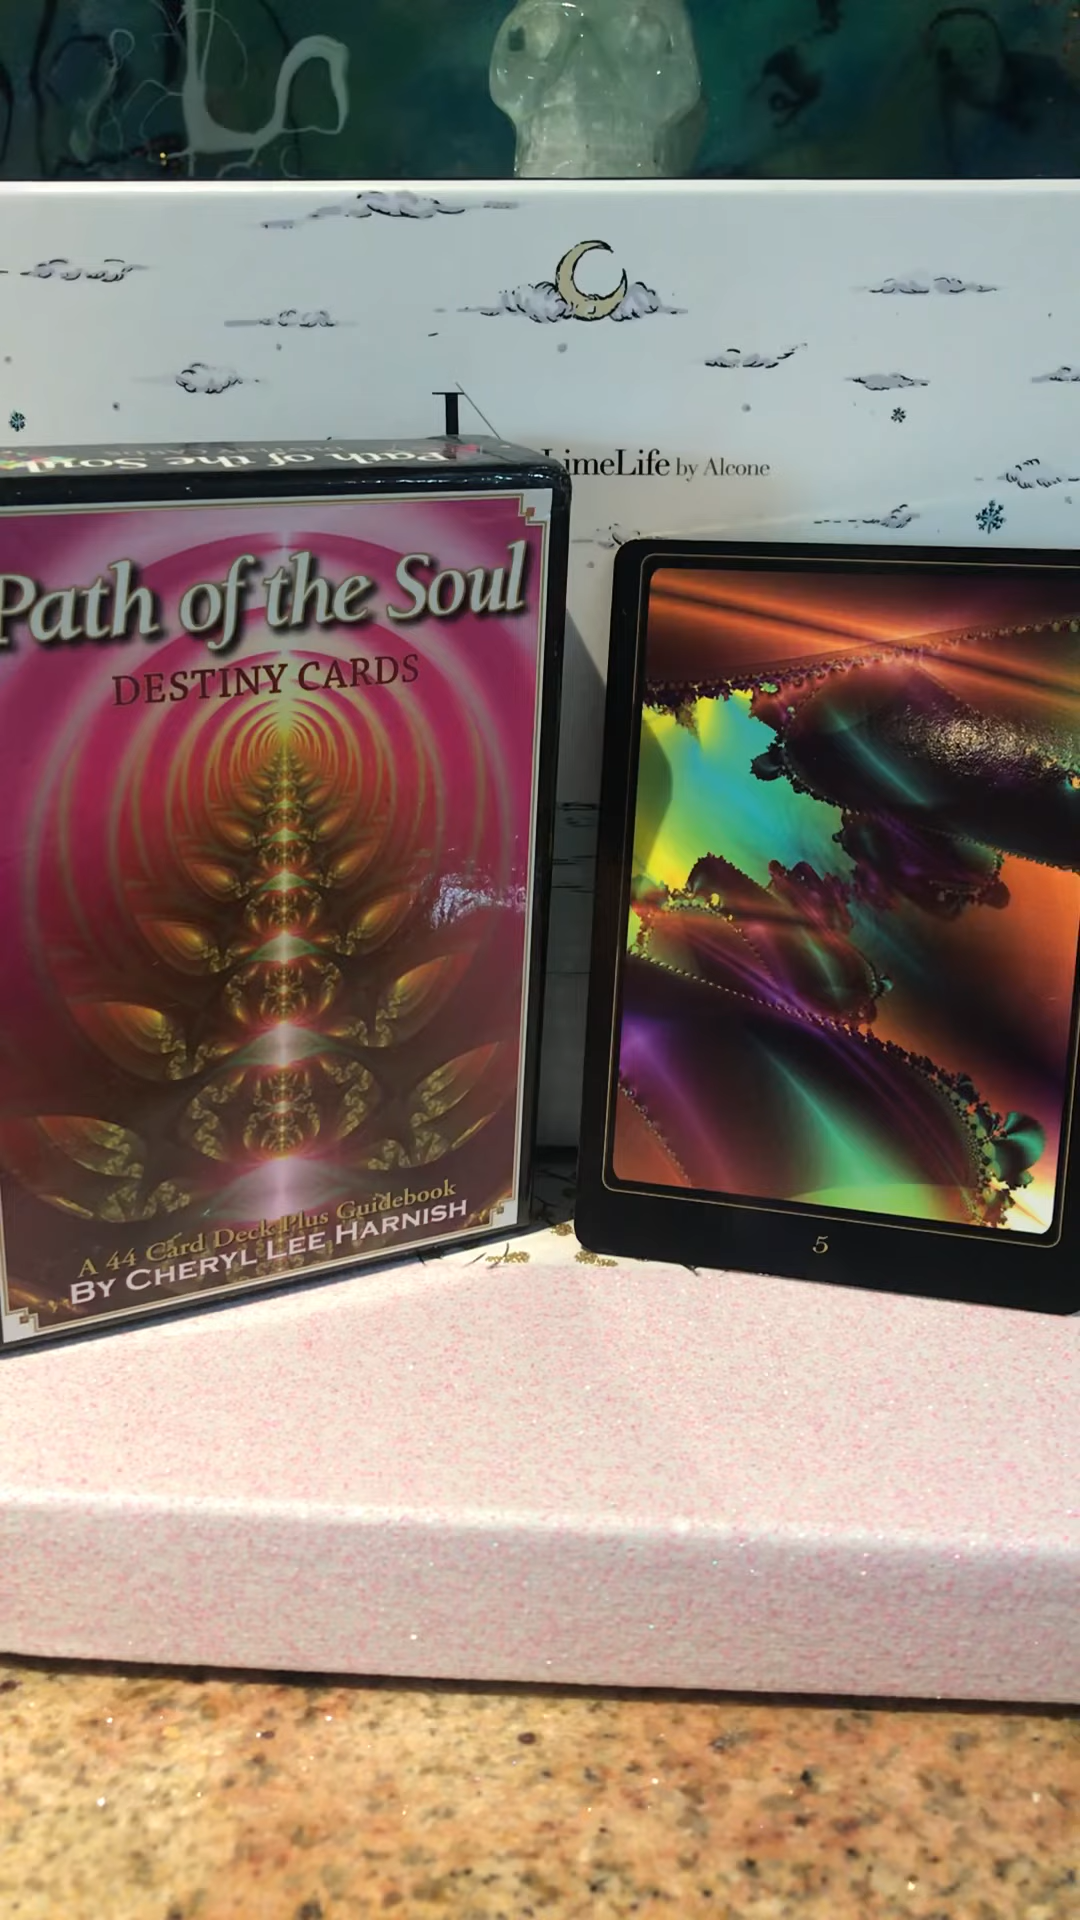 L
LimeLife by Alcone
Path of the Soul
Path of the Soul
DESTINY CARDS
A 44 Card Deck Plus Guidebook
BY CHERYL LEE HARNISH
5